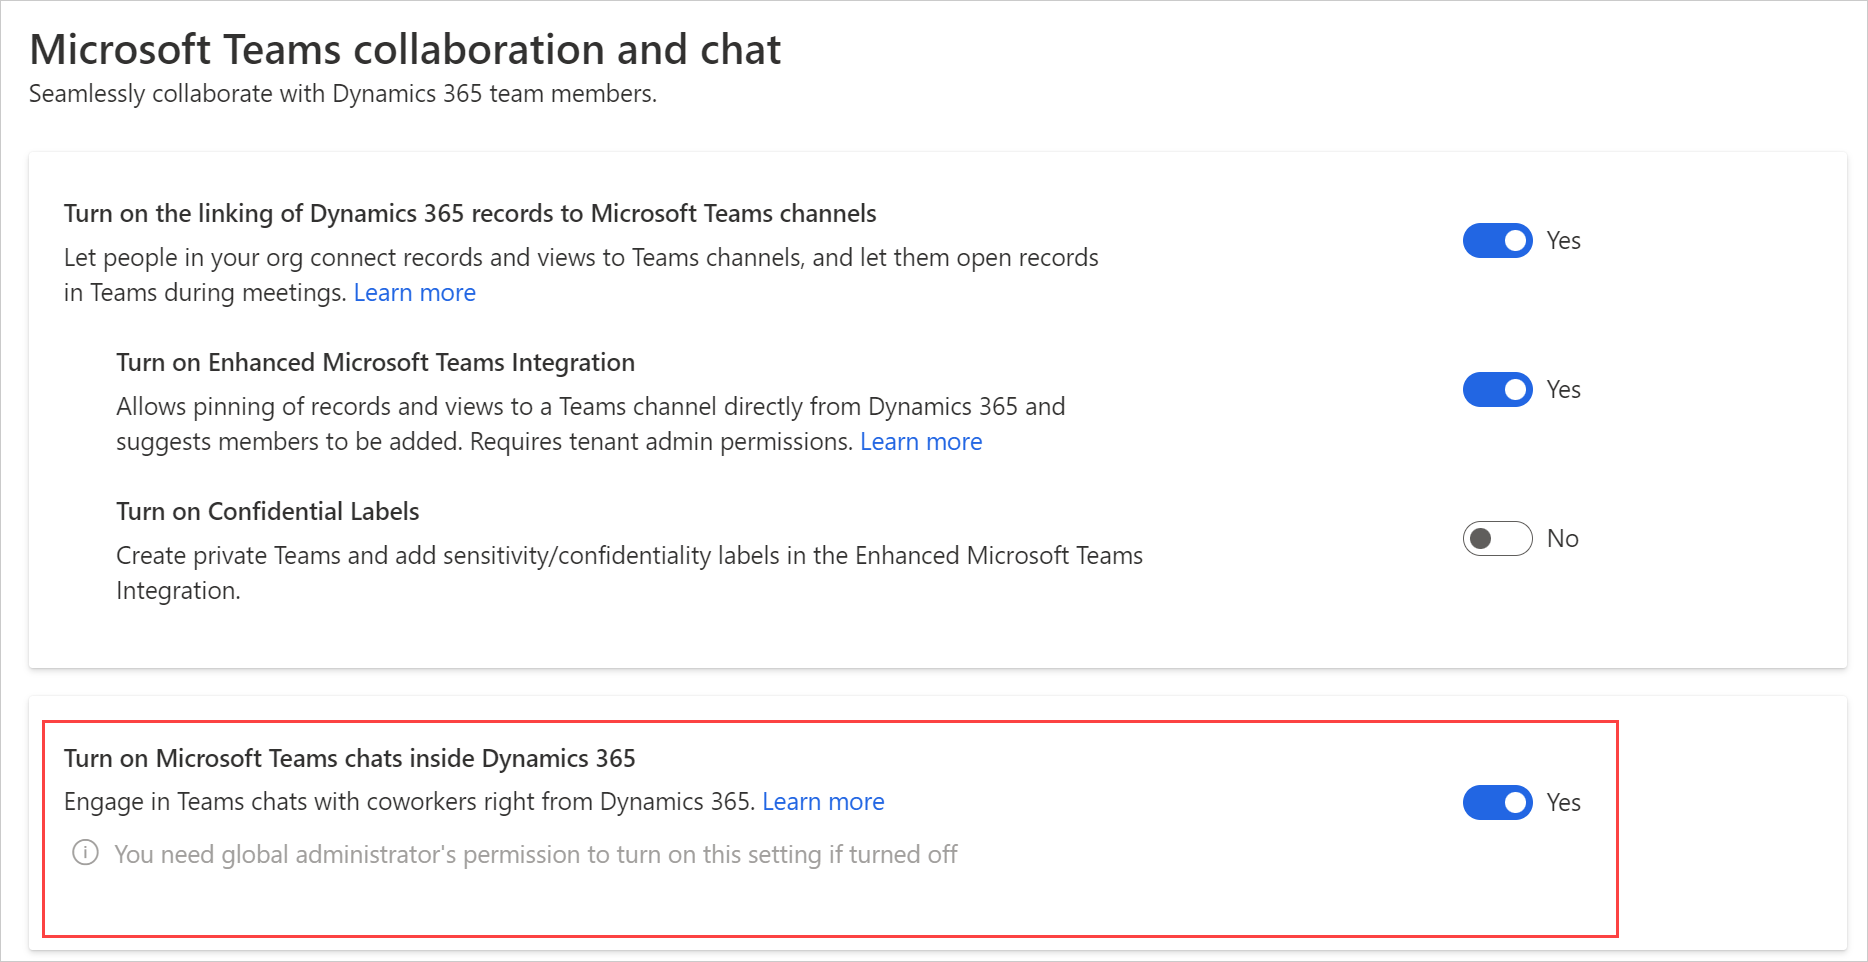 Microsoft Teams collaboration and chat
Seamlessly collaborate with Dynamics 365 team members.
Turn on the linking of Dynamics 365 records to Microsoft Teams channels
Let people in your org connect records and views to Teams channels, and let them open records
in Teams during meetings. Learn more
Yes
Turn on Enhanced Microsoft Teams Integration
Allows pinning of records and views to a Teams channel directly from Dynamics 365 and
suggests members to be added. Requires tenant admin permissions. Learn more
Yes
Turn on Confidential Labels
Create private Teams and add sensitivity/confidentiality labels in the Enhanced Microsoft Teams
Integration.
No
Turn on Microsoft Teams chats inside Dynamics 365
Engage in Teams chats with coworkers right from Dynamics 365. Learn more
Yes
You need global administrator's permission to turn on this setting if turned off